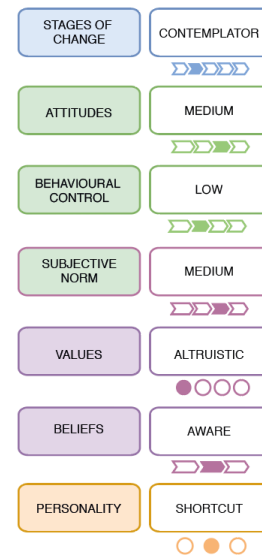 STAGES OF
CHANGE
CONTEMPLATOR
ATTITUDES
MEDIUM
BEHAVIOURAL
CONTROL
LOW
SUBJECTIVE
NORM
MEDIUM
VALUES
ALTRUISTIC
BELIEFS
AWARE
PERSONALITY
SHORTCUT